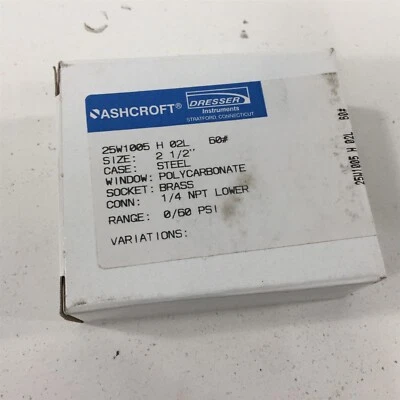 ASHCROFT®
DRESSER
Instruments
STRATFORD, CONNECTICUT
25W1005 H 02L 60#
SIZE: 2 1/2"
CASE: STEEL
WINDOW: POLYCARBONATE
SOCKET: BRASS
CONN: 1/4 NPT LOWER
RANGE: 0/60 PSI
VARIATIONS:
25W1005 H 02L 60#